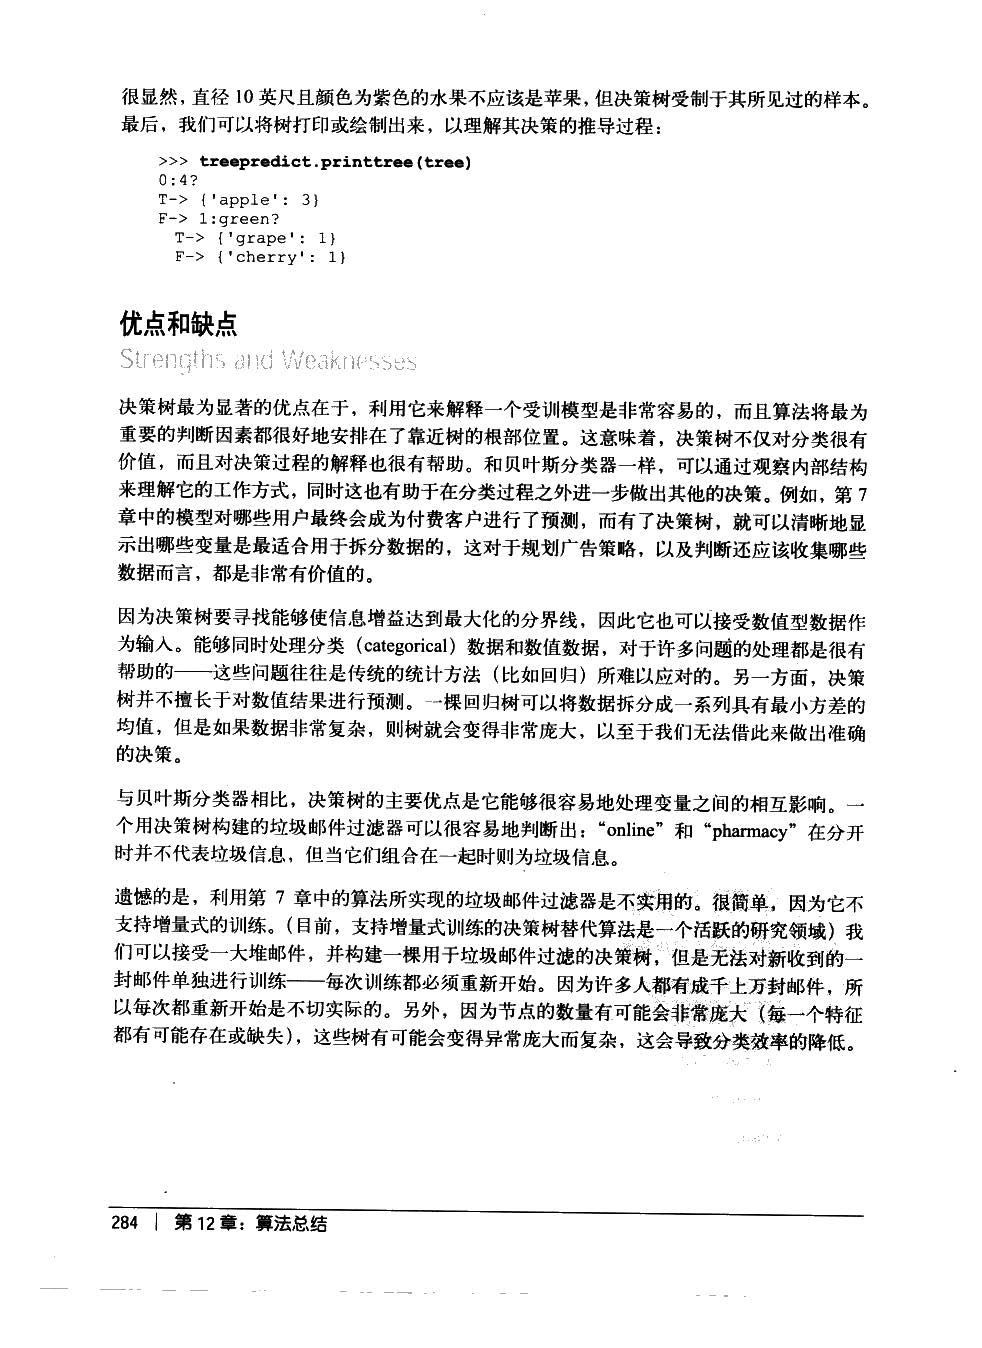 很显然，直径 10 英尺且颜色为紫色的水果不应该是苹果，但决策树受制于其所见过的样本。
最后，我们可以将树打印或绘制出来，以理解其决策的推导过程：
>>> treepredict.printtree(tree)
0:4?
T-> {'apple': 3}
F-> 1:green?
T-> {'grape': 1}
F-> {'cherry': 1}
优点和缺点
Strengths and Weaknesses
决策树最为显著的优点在于，利用它来解释一个受训模型是非常容易的，而且算法将最为
重要的判断因素都很好地安排在了靠近树的根部位置。这意味着，决策树不仅对分类很有
价值，而且对决策过程的解释也很有帮助。和贝叶斯分类器一样，可以通过观察内部结构
来理解它的工作方式，同时这也有助于在分类过程之外进一步做出其他的决策。例如，第 7
章中的模型对哪些用户最终会成为付费客户进行了预测，而有了决策树，就可以清晰地显
示出哪些变量是最适合用于拆分数据的，这对于规划广告策略，以及判断还应该收集哪些
数据而言，都是非常有价值的。
因为决策树要寻找能够使信息增益达到最大化的分界线，因此它也可以接受数值型数据作
为输入。能够同时处理分类（categorical）数据和数值数据，对于许多问题的处理都是很有
帮助的——这些问题往往是传统的统计方法（比如回归）所难以应对的。另一方面，决策
树并不擅长于对数值结果进行预测。一棵回归树可以将数据拆分成一系列具有最小方差的
均值，但是如果数据非常复杂，则树就会变得非常庞大，以至于我们无法借此来做出准确
的决策。
与贝叶斯分类器相比，决策树的主要优点是它能够很容易地处理变量之间的相互影响。一
个用决策树构建的垃圾邮件过滤器可以很容易地判断出：“online”和“pharmacy”在分开
时并不代表垃圾信息，但当它们组合在一起时则为垃圾信息。
遗憾的是，利用第 7 章中的算法所实现的垃圾邮件过滤器是不实用的。很简单，因为它不
支持增量式的训练。（目前，支持增量式训练的决策树替代算法是一个活跃的研究领域）我
们可以接受一大堆邮件，并构建一棵用于垃圾邮件过滤的决策树，但是无法对新收到的一
封邮件单独进行训练——每次训练都必须重新开始。因为许多人都有成千上万封邮件，所
以每次都重新开始是不切实际的。另外，因为节点的数量有可能会非常庞大（每一个特征
都有可能存在或缺失），这些树有可能会变得异常庞大而复杂，这会导致分类效率的降低。
284 | 第 12 章：算法总结